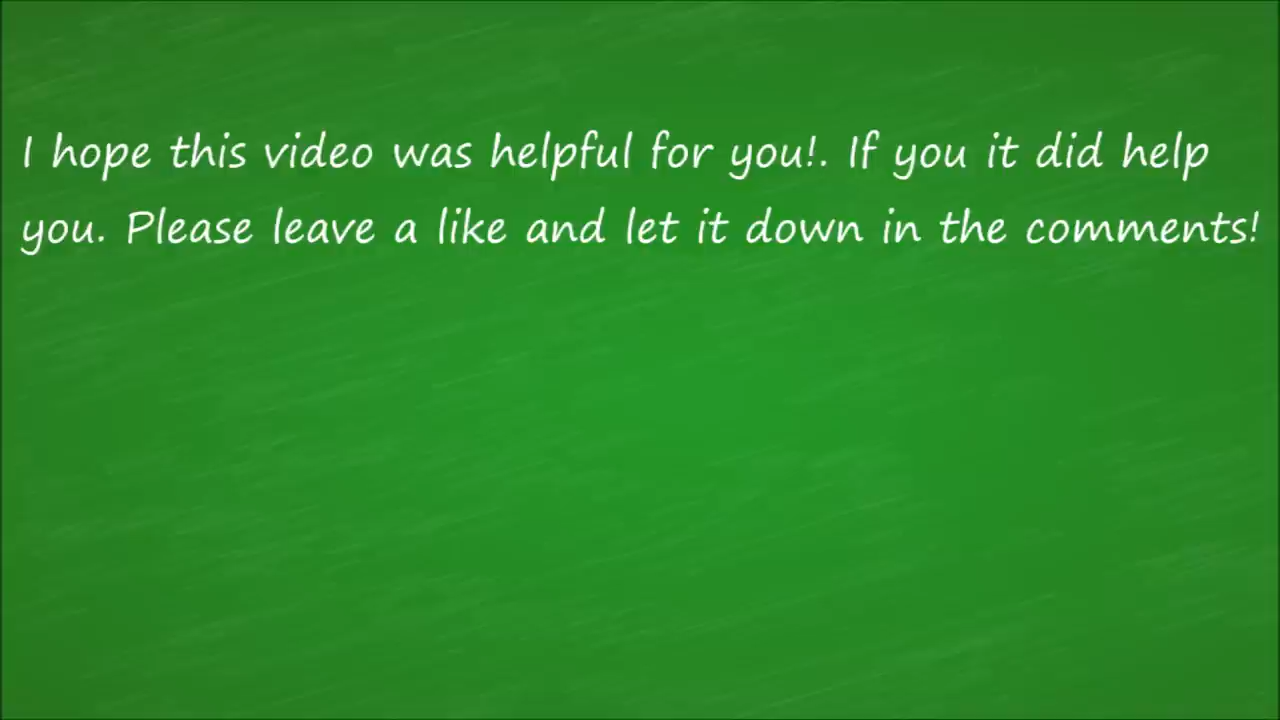 I hope this video was helpful for you!. If you it did help
you. Please leave a like and let it down in the comments!